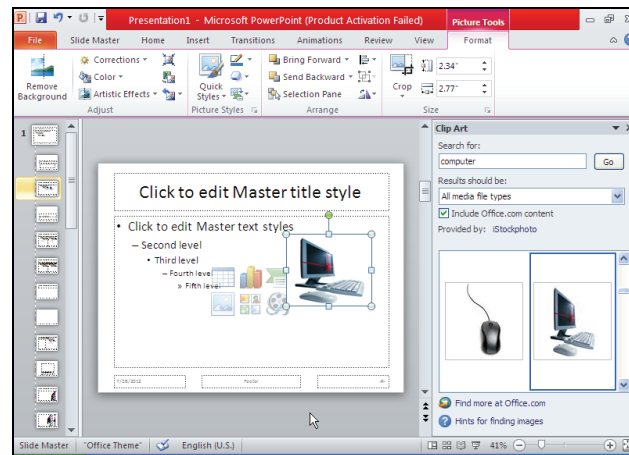 Presentation1 - Microsoft PowerPoint (Product Activation Failed)
Picture Tools
File
Slide Master
Home
Insert
Transitions
Animations
Review
View
Format
Remove Background
Corrections
Color
Artistic Effects
Adjust
Quick Styles
Picture Styles
Bring Forward
Send Backward
Selection Pane
Arrange
Crop
2.34"
2.77"
Size
1
Click to edit Master title style
• Click to edit Master text styles
– Second level
• Third level
– Fourth level
» Fifth level
Footer
Clip Art
Search for:
computer
Go
Results should be:
All media file types
Include Office.com content
Provided by: iStockphoto
Find more at Office.com
Hints for finding images
Slide Master
"Office Theme"
English (U.S.)
41%